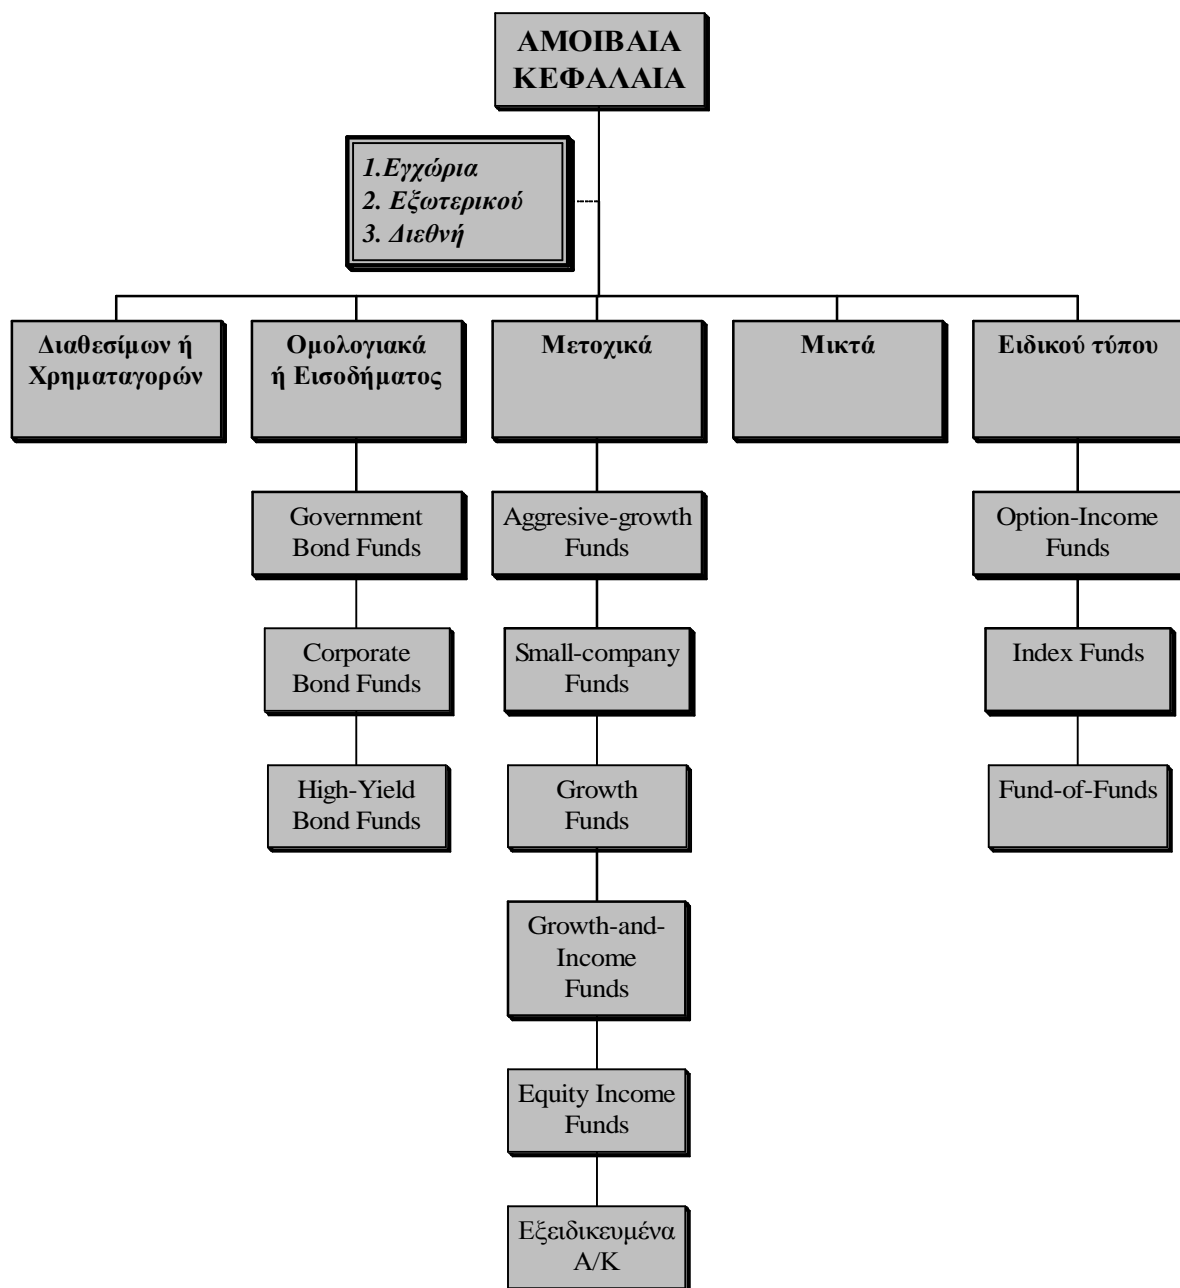 ΑΜΟΙΒΑΙΑ
ΚΕΦΑΛΑΙΑ
1.Εγχώρια
2. Εξωτερικού
3. Διεθνή
Διαθεσίμων ή
Χρηματαγορών
Ομολογιακά
ή Εισοδήματος
Μετοχικά
Μικτά
Ειδικού τύπου
Government
Bond Funds
Aggresive-growth
Funds
Option-Income
Funds
Corporate
Bond Funds
Small-company
Funds
Index Funds
High-Yield
Bond Funds
Growth
Funds
Fund-of-Funds
Growth-and-
Income
Funds
Equity Income
Funds
Εξειδικευμένα
Α/Κ